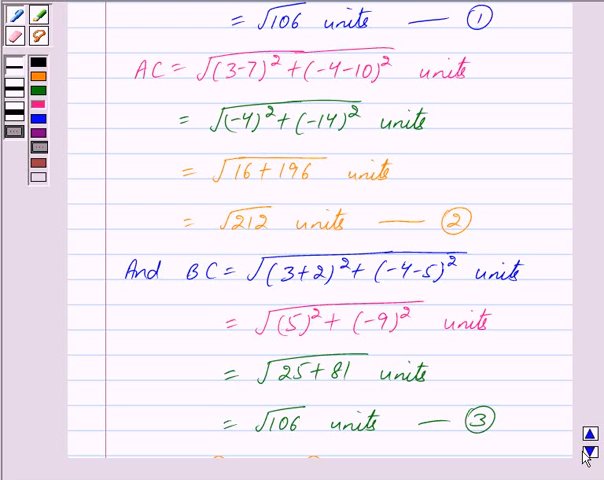 = √106 units — ①
AC = √(3-7)² + (-4-10)² units
= √(-4)² + (-14)² units
= √16 + 196 units
= √212 units — ②
And BC = √(3+2)² + (-4-5)² units
= √(5)² + (-9)² units
= √25 + 81 units
= √106 units — ③